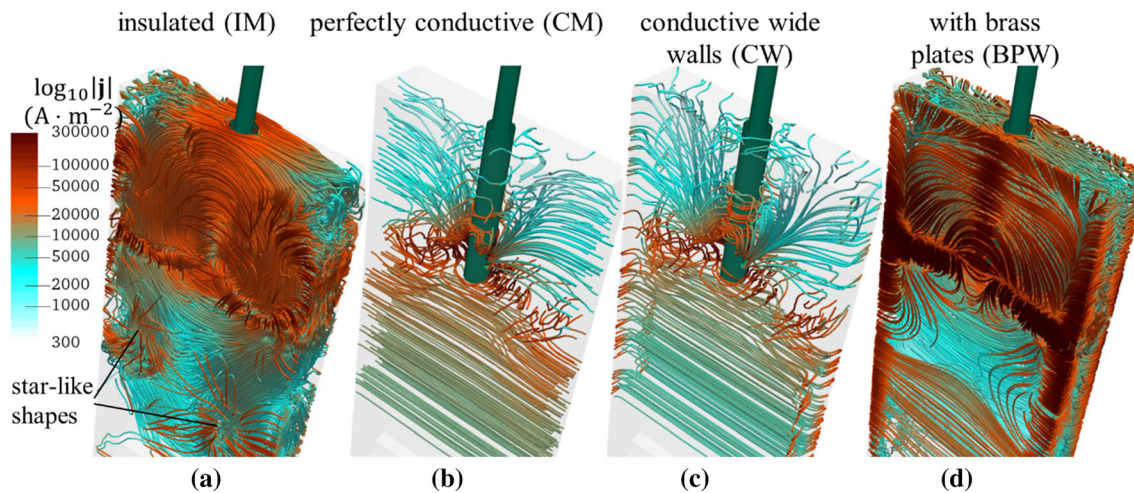 insulated (IM)
perfectly conductive (CM)
conductive wide
walls (CW)
with brass
plates (BPW)
log₁₀|j|
(A · m⁻²)
300000
100000
50000
20000
10000
5000
2000
1000
300
star-like
shapes
(a)
(b)
(c)
(d)